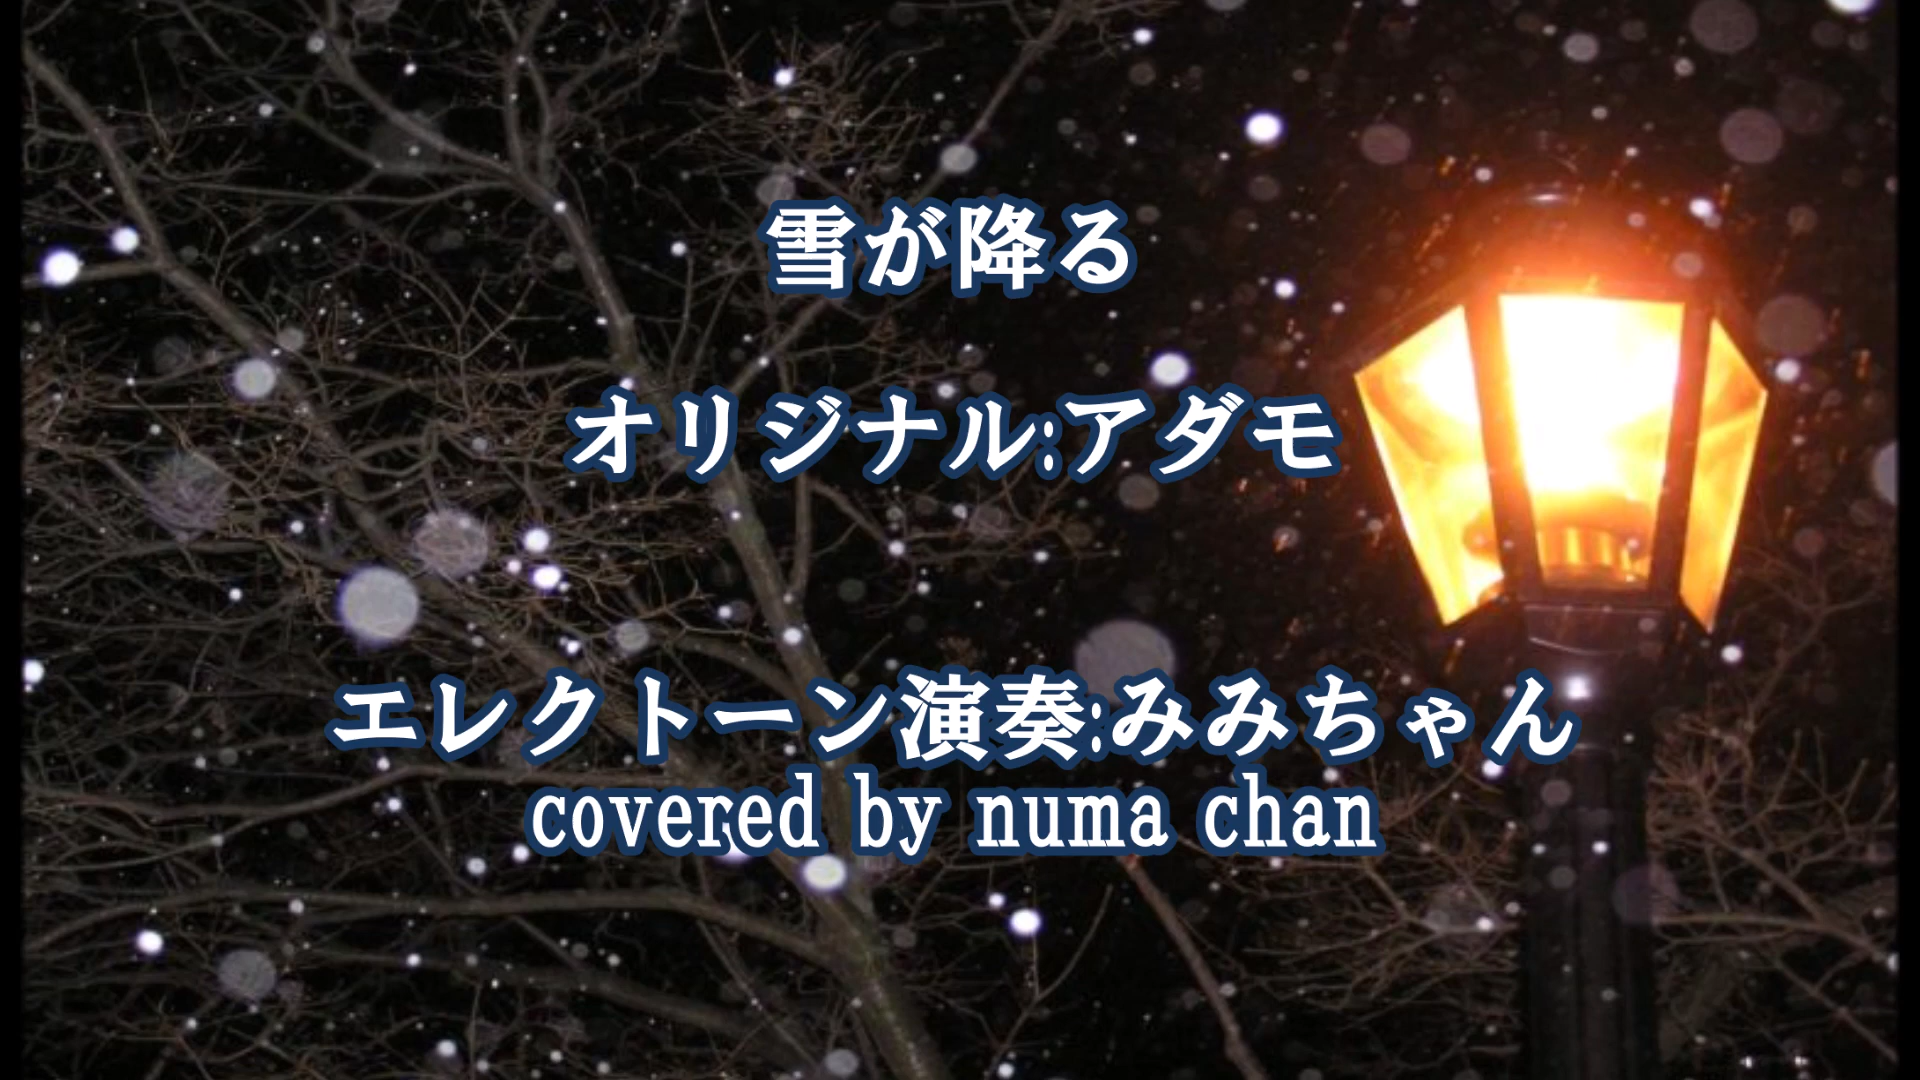 雪が降る
オリジナル:アダモ
エレクトーン演奏:みみちゃん
covered by numa chan